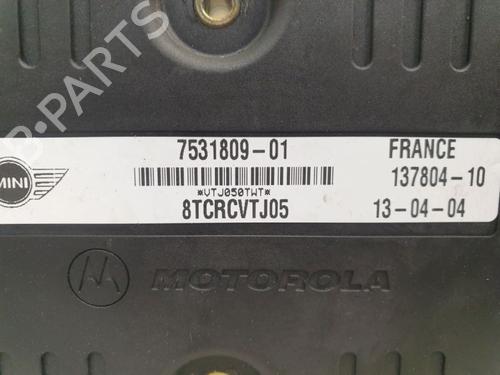 B-PARTS
7531809-01
FRANCE
MINI
*VTJ050TWT*
137804-10
8TCRCVTJ05
13-04-04
MOTOROLA